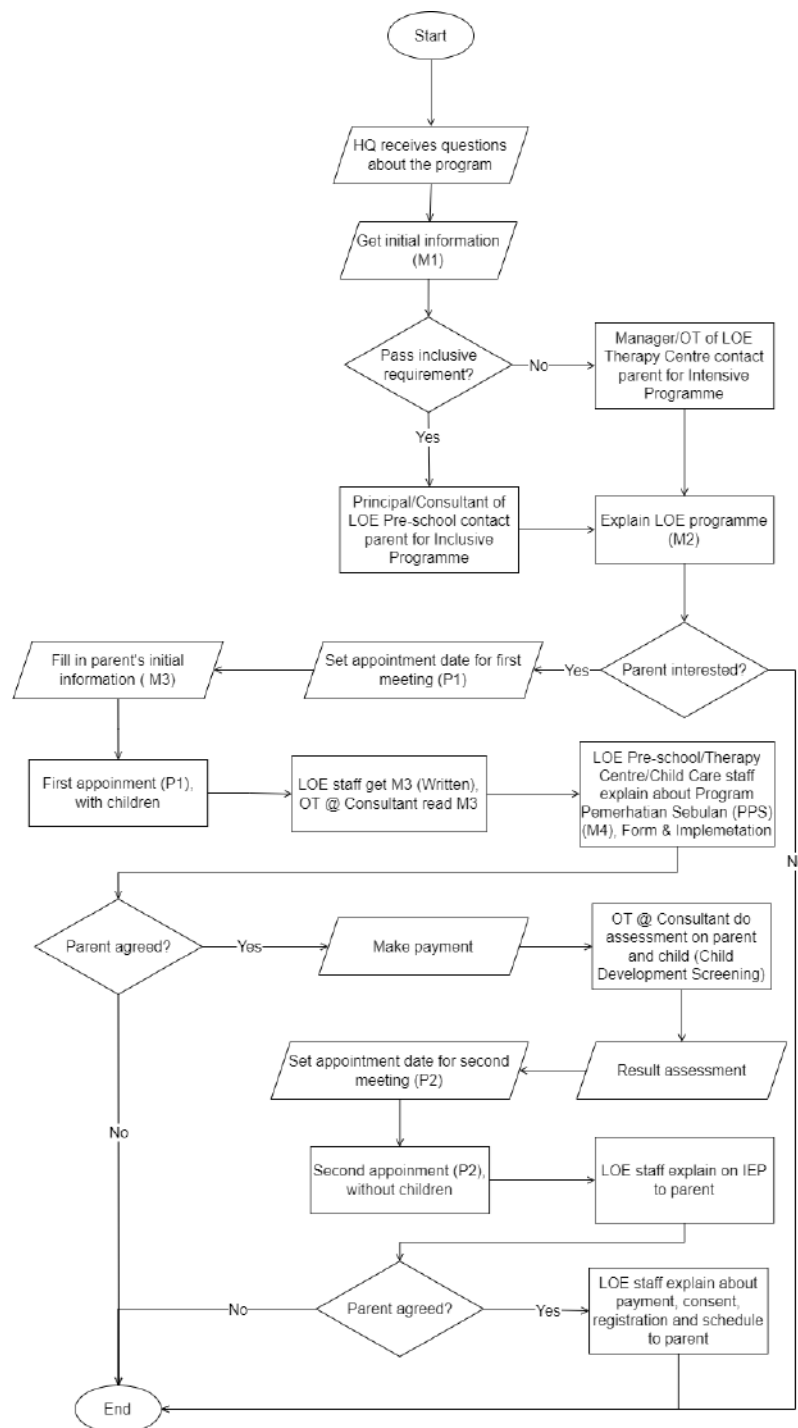 Start
HQ receives questions
about the program
Get initial information
(M1)
Pass inclusive
requirement?
No
Manager/OT of LOE
Therapy Centre contact
parent for Intensive
Programme
Yes
Principal/Consultant of
LOE Pre-school contact
parent for Inclusive
Programme
Explain LOE programme
(M2)
Parent interested?
Yes
Set appointment date for first
meeting (P1)
Fill in parent's initial
information ( M3)
First appoinment (P1),
with children
LOE staff get M3 (Written),
OT @ Consultant read M3
LOE Pre-school/Therapy
Centre/Child Care staff
explain about Program
Pemerhatian Sebulan (PPS)
(M4), Form & Implemetation
N
Parent agreed?
Yes
Make payment
OT @ Consultant do
assessment on parent
and child (Child
Development Screening)
Result assessment
Set appointment date for second
meeting (P2)
No
Second appoinment (P2),
without children
LOE staff explain on IEP
to parent
Parent agreed?
No
Yes
LOE staff explain about
payment, consent,
registration and schedule
to parent
End